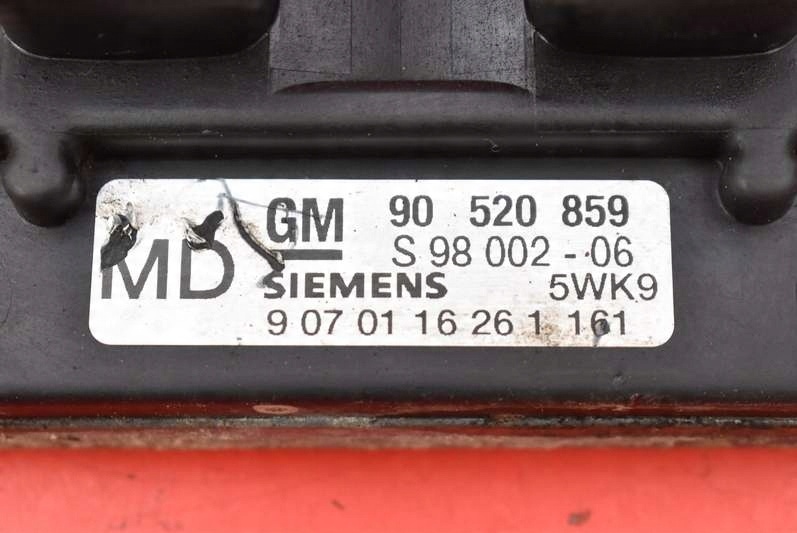 GM 90 520 859
S 98 002 - 06
MD SIEMENS 5WK9
9 07 01 16 26 1 161